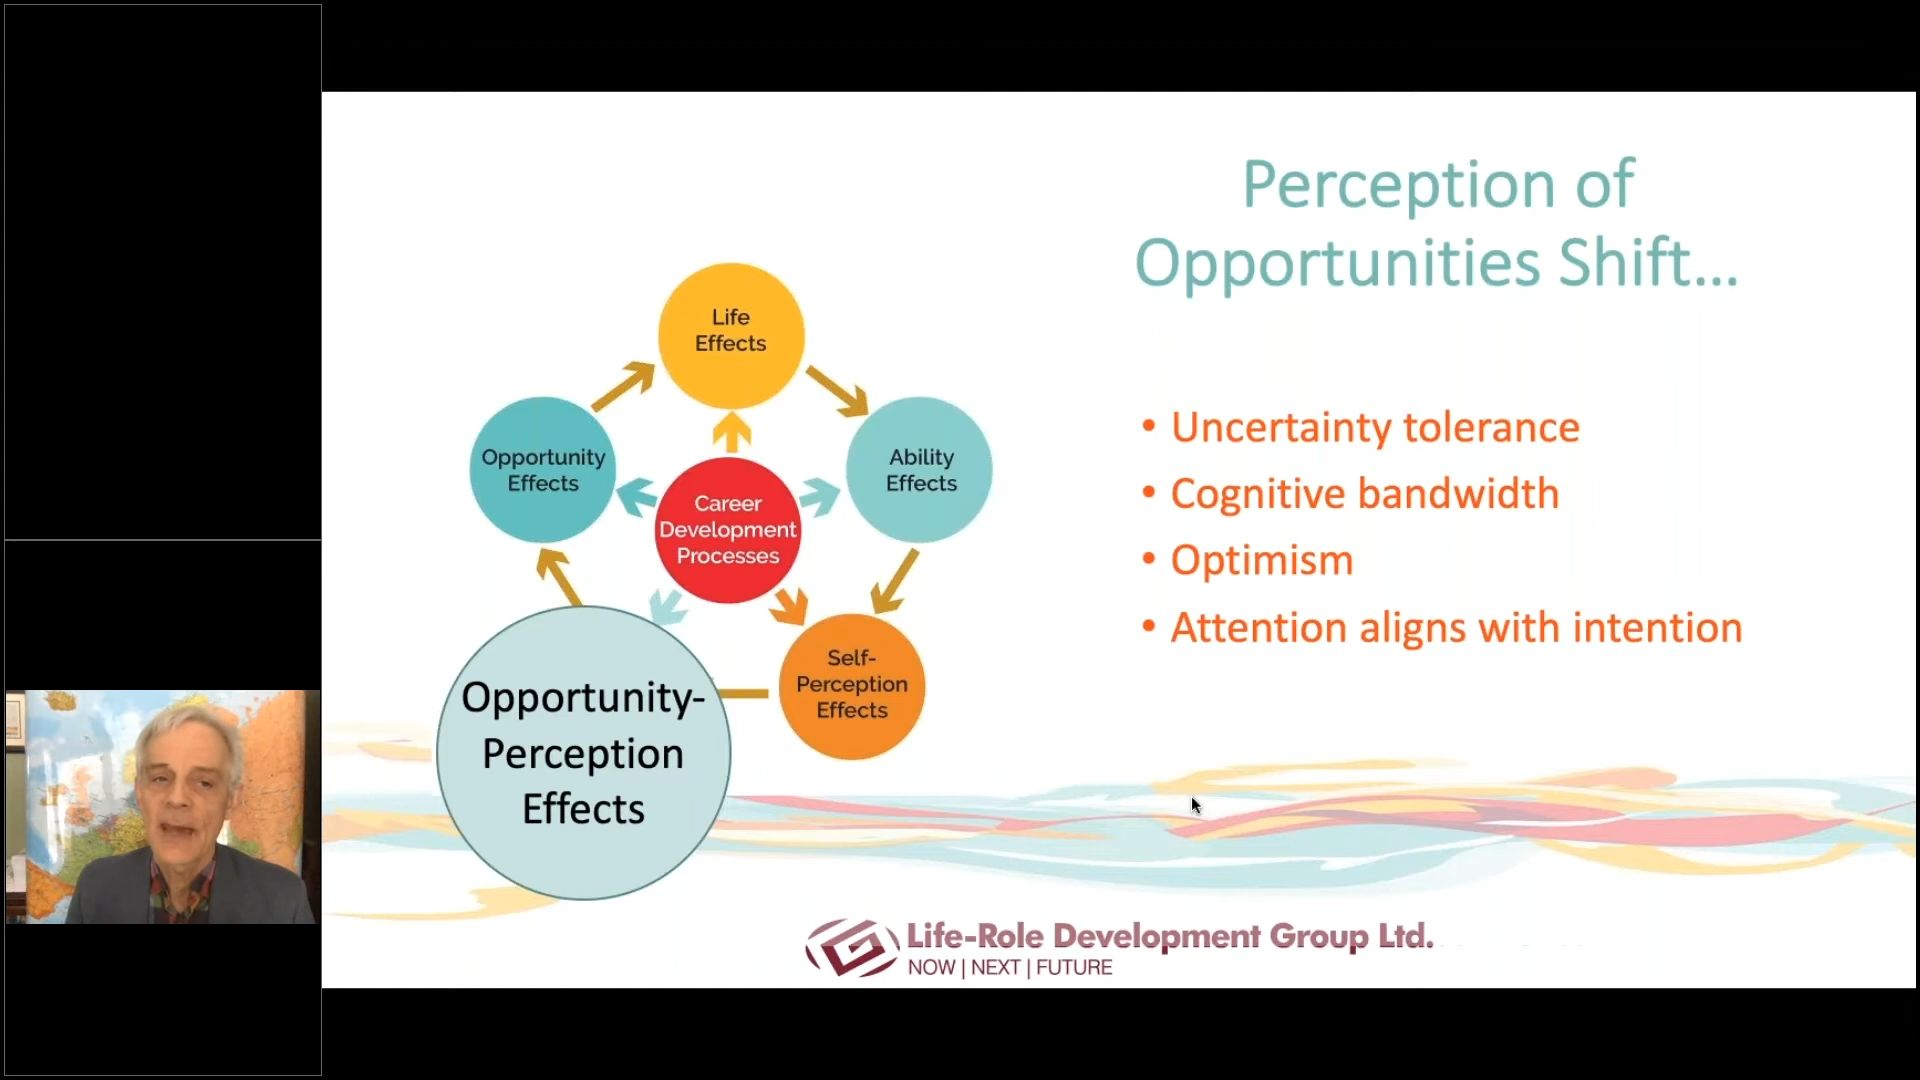 Perception of
Opportunities Shift...
Life
Effects
Opportunity
Effects
Ability
Effects
Career
Development
Processes
Self-
Perception
Effects
Opportunity-
Perception
Effects
• Uncertainty tolerance
• Cognitive bandwidth
• Optimism
• Attention aligns with intention
Life-Role Development Group Ltd.
NOW | NEXT | FUTURE